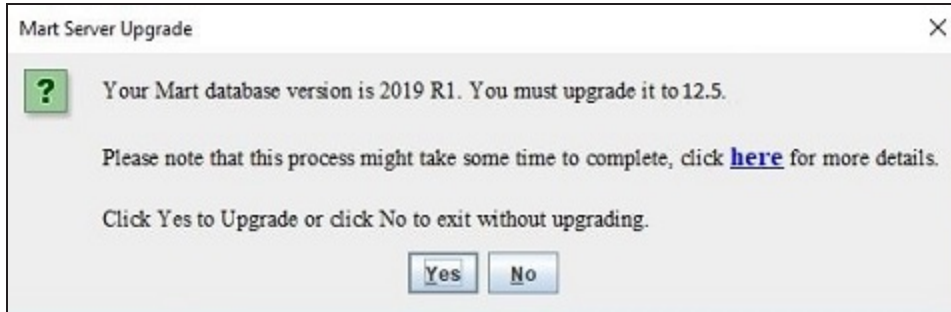 Mart Server Upgrade
Your Mart database version is 2019 R1. You must upgrade it to 12.5.
Please note that this process might take some time to complete, click here for more details.
Click Yes to Upgrade or click No to exit without upgrading.
Yes No